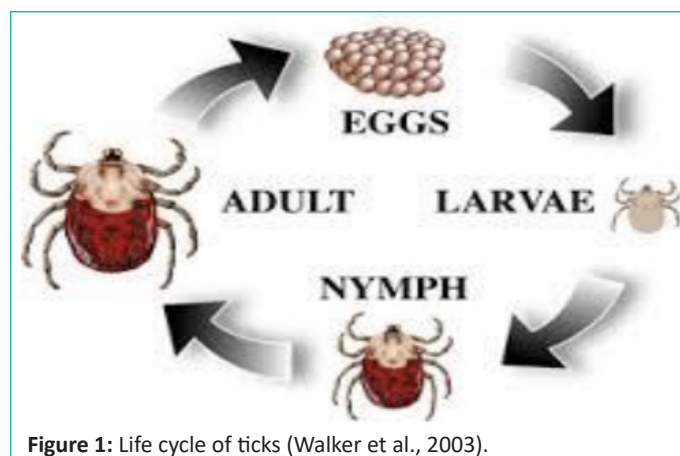 EGGS
ADULT LARVAE
NYMPH
Figure 1: Life cycle of ticks (Walker et al., 2003).